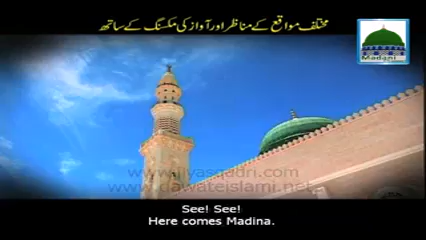 مختلف مواقع کے مناظر اور آواز کی مکسنگ کے ساتھ
Madani
www.ilyasqadri.com
www.dawateislami.net
See! See!
Here comes Madina.